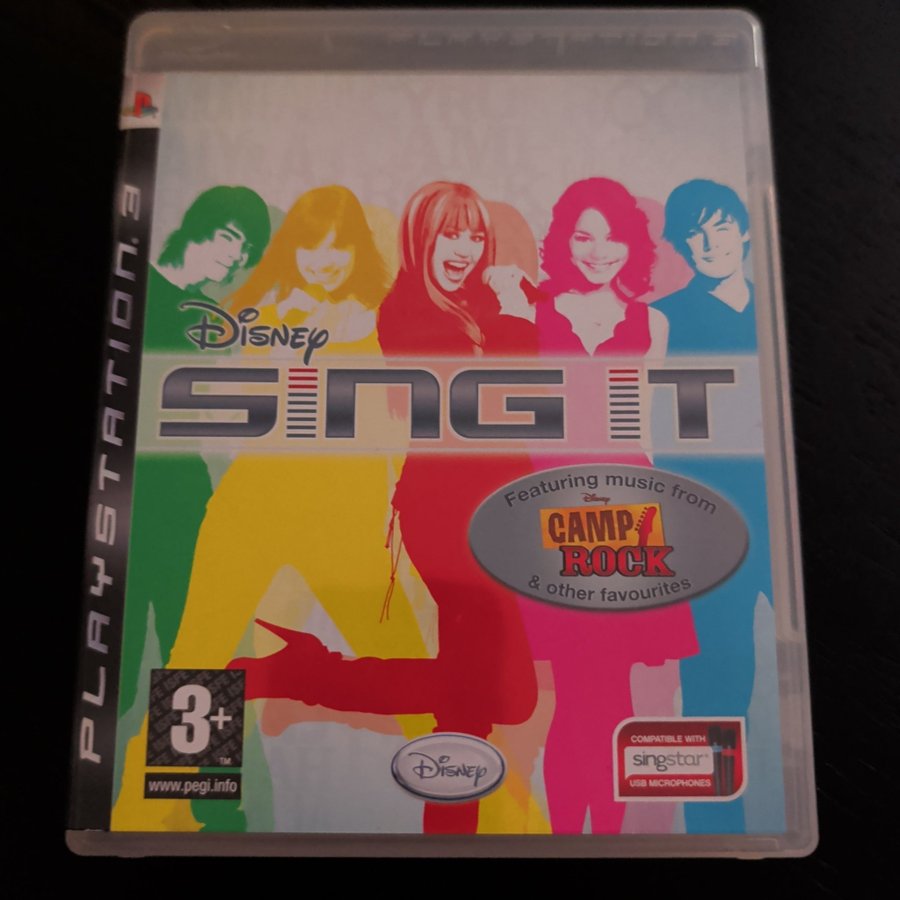 PLAYSTATION 3
Disney
SING IT
Featuring music from
Disney
CAMP
ROCK
& other favourites
3+
TM
www.pegi.info
Disney
COMPATIBLE WITH
singstar
USB MICROPHONES